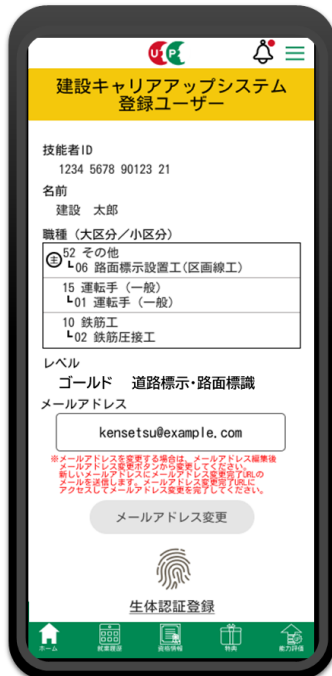 UP
建設キャリアアップシステム
登録ユーザー
技能者ID
1234 5678 90123 21
名前
建設 太郎
職種（大区分／小区分）
主 52 その他
┗06 路面標示設置工(区画線工)
15 運転手（一般）
┗01 運転手（一般）
10 鉄筋工
┗02 鉄筋圧接工
レベル
ゴールド 道路標示・路面標識
メールアドレス
kensetsu@example.com
※メールアドレスを変更する場合は、メールアドレス編集後
メールアドレス変更ボタンから変更してください。
新しいメールアドレスにメールアドレス変更完了URLの
メールを送信します。メールアドレス変更完了URLに
アクセスしてメールアドレス変更を完了してください。
メールアドレス変更
生体認証登録
ホーム 就業履歴 資格情報 特典 能力評価